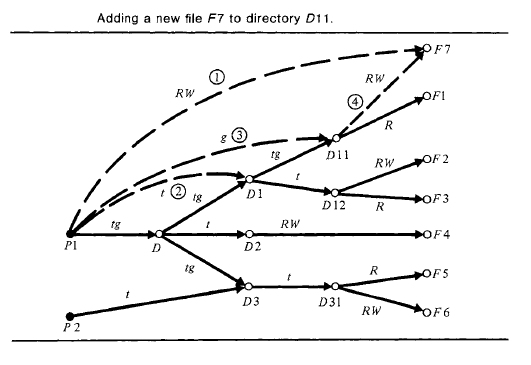 Adding a new file F7 to directory D11.
F7
①
RW
RW
④
F1
R
g ③
tg
D11
F2
RW
t ②
tg
D1
t
D12
R
F3
P1
tg
D
t
D2
RW
F4
tg
F5
R
t
D3
t
D31
RW
F6
P2